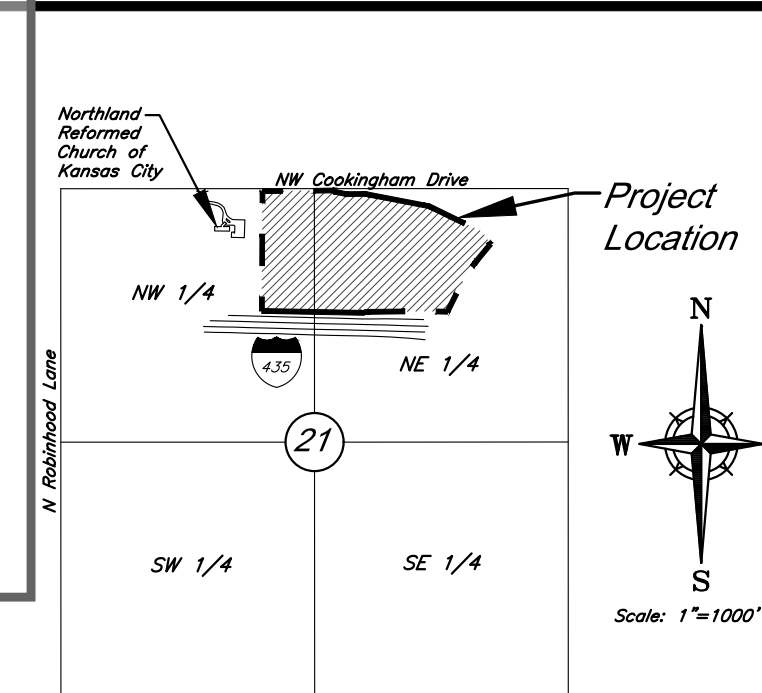 Northland
Reformed
Church of
Kansas City
NW Cookingham Drive
Project
Location
NW 1/4
N
435
NE 1/4
N Robinhood Lane
21
W
SW 1/4
SE 1/4
S
Scale: 1"=1000'